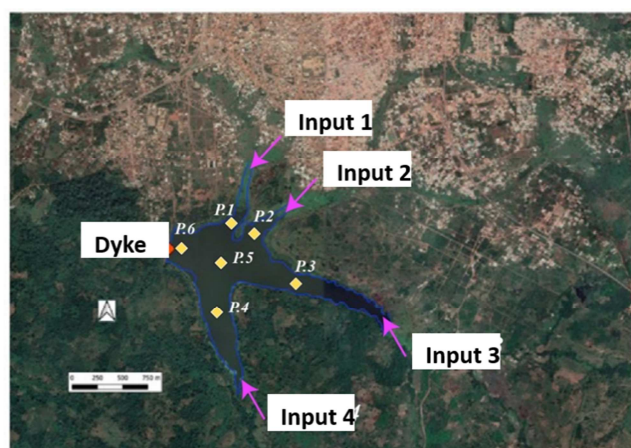 Input 1
Input 2
P.1
P.2
Dyke
P.6
P.5
P.3
P.4
Input 3
0 250 500 750 m
Input 4